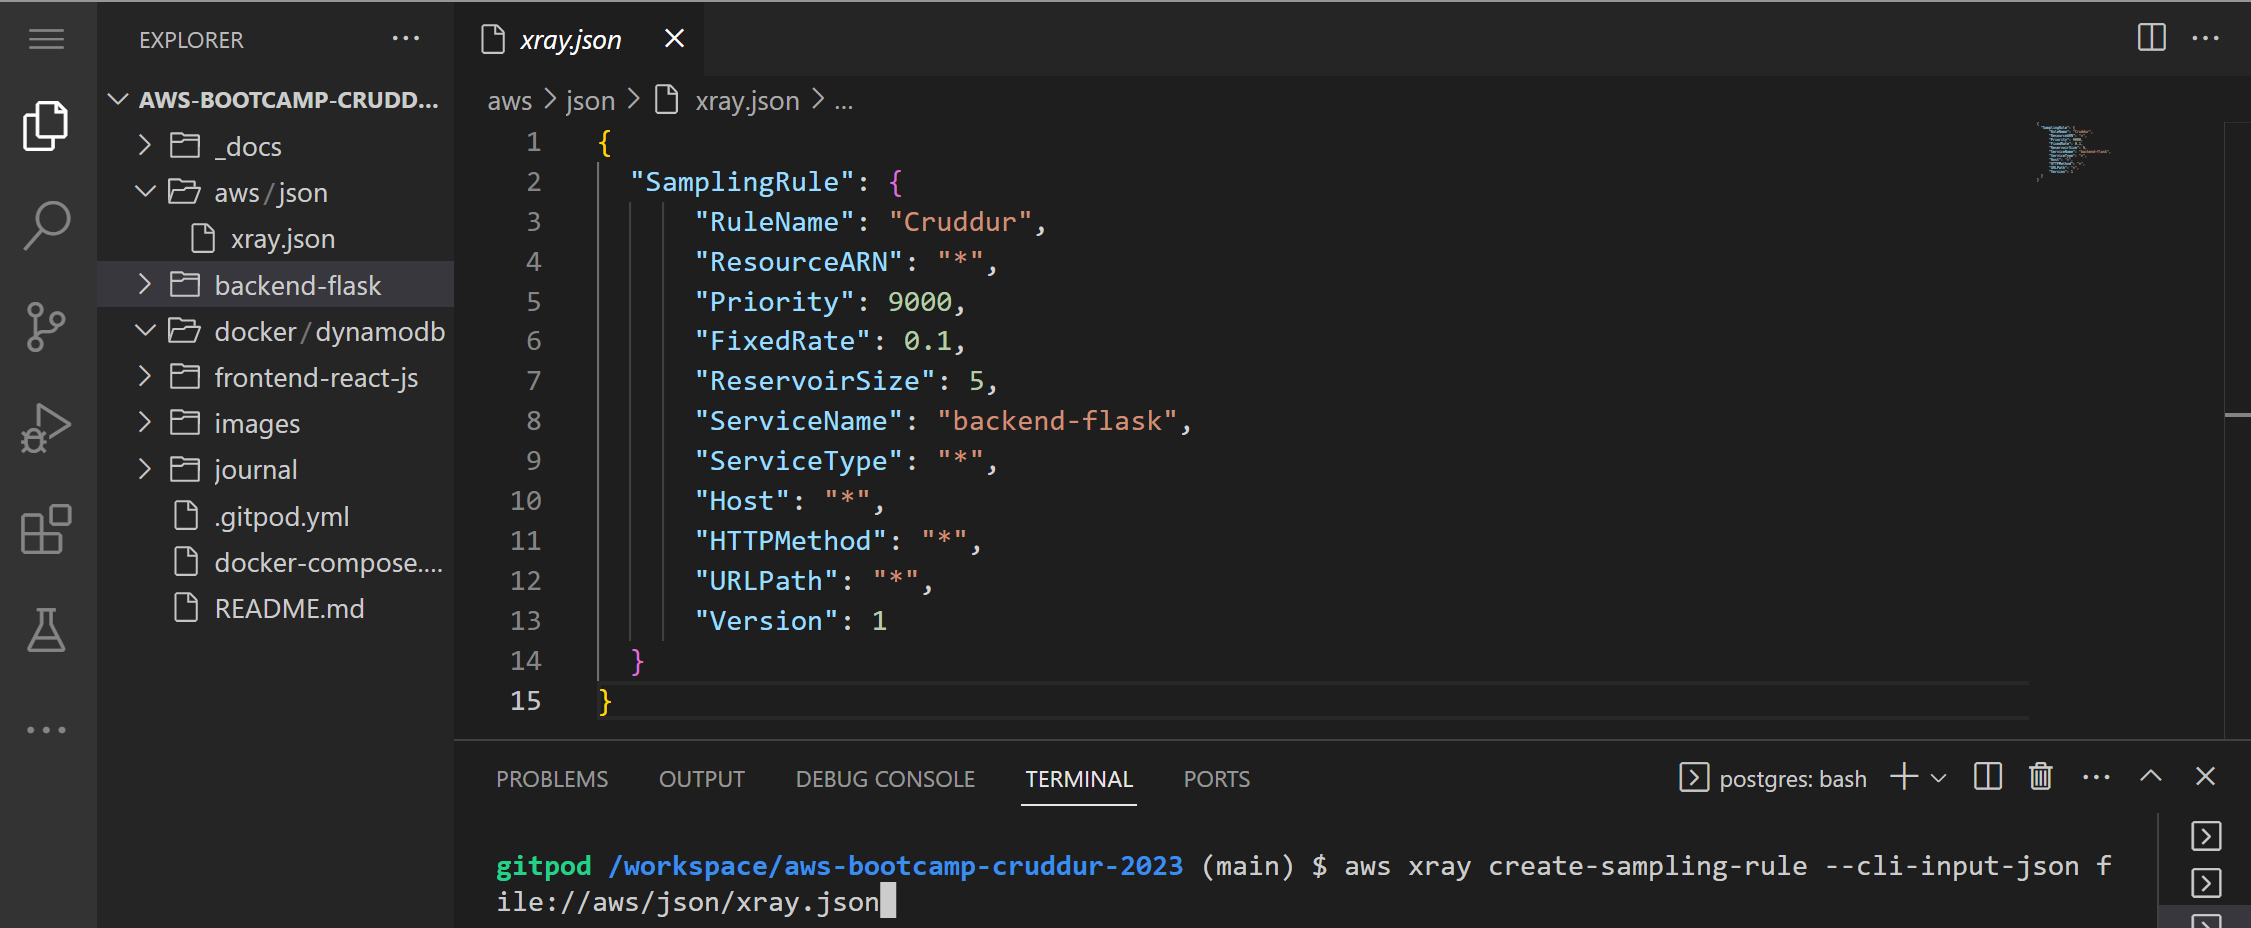 EXPLORER
AWS-BOOTCAMP-CRUDD...
_docs
aws/json
xray.json
backend-flask
docker/dynamodb
frontend-react-js
images
journal
.gitpod.yml
docker-compose....
README.md
xray.json
aws > json > xray.json > ...
1 {
2 "SamplingRule": {
3 "RuleName": "Cruddur",
4 "ResourceARN": "*",
5 "Priority": 9000,
6 "FixedRate": 0.1,
7 "ReservoirSize": 5,
8 "ServiceName": "backend-flask",
9 "ServiceType": "*",
10 "Host": "*",
11 "HTTPMethod": "*",
12 "URLPath": "*",
13 "Version": 1
14 }
15 }
PROBLEMS OUTPUT DEBUG CONSOLE TERMINAL PORTS postgres: bash
gitpod /workspace/aws-bootcamp-cruddur-2023 (main) $ aws xray create-sampling-rule --cli-input-json f
ile://aws/json/xray.json